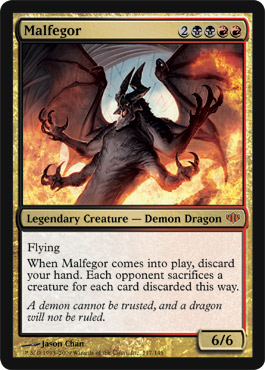 Malfegor 2
Legendary Creature — Demon Dragon
Flying
When Malfegor comes into play, discard
your hand. Each opponent sacrifices a
creature for each card discarded this way.
A demon cannot be trusted, and a dragon
will not be ruled.
Jason Chan
6/6